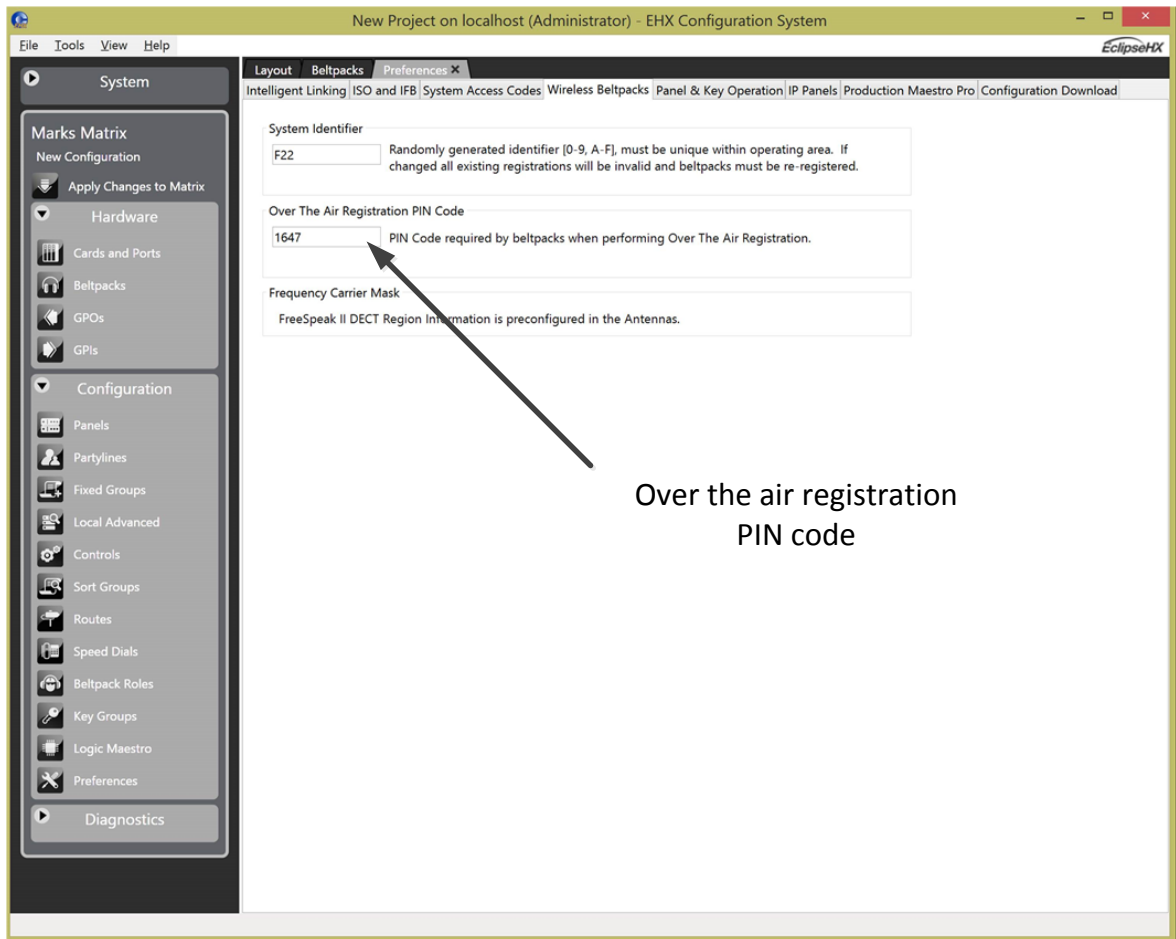 New Project on localhost (Administrator) - EHX Configuration System
File Tools View Help
EclipseHX
System
Marks Matrix
New Configuration
Apply Changes to Matrix
Hardware
Cards and Ports
Beltpacks
GPOs
GPIs
Configuration
Panels
Partylines
Fixed Groups
Local Advanced
Controls
Sort Groups
Routes
Speed Dials
Beltpack Roles
Key Groups
Logic Maestro
Preferences
Diagnostics
Layout Beltpacks Preferences
Intelligent Linking ISO and IFB System Access Codes Wireless Beltpacks Panel & Key Operation IP Panels Production Maestro Pro Configuration Download
System Identifier
F22
Randomly generated identifier [0-9, A-F], must be unique within operating area. If
changed all existing registrations will be invalid and beltpacks must be re-registered.
Over The Air Registration PIN Code
1647 PIN Code required by beltpacks when performing Over The Air Registration.
Frequency Carrier Mask
FreeSpeak II DECT Region Information is preconfigured in the Antennas.
Over the air registration
PIN code